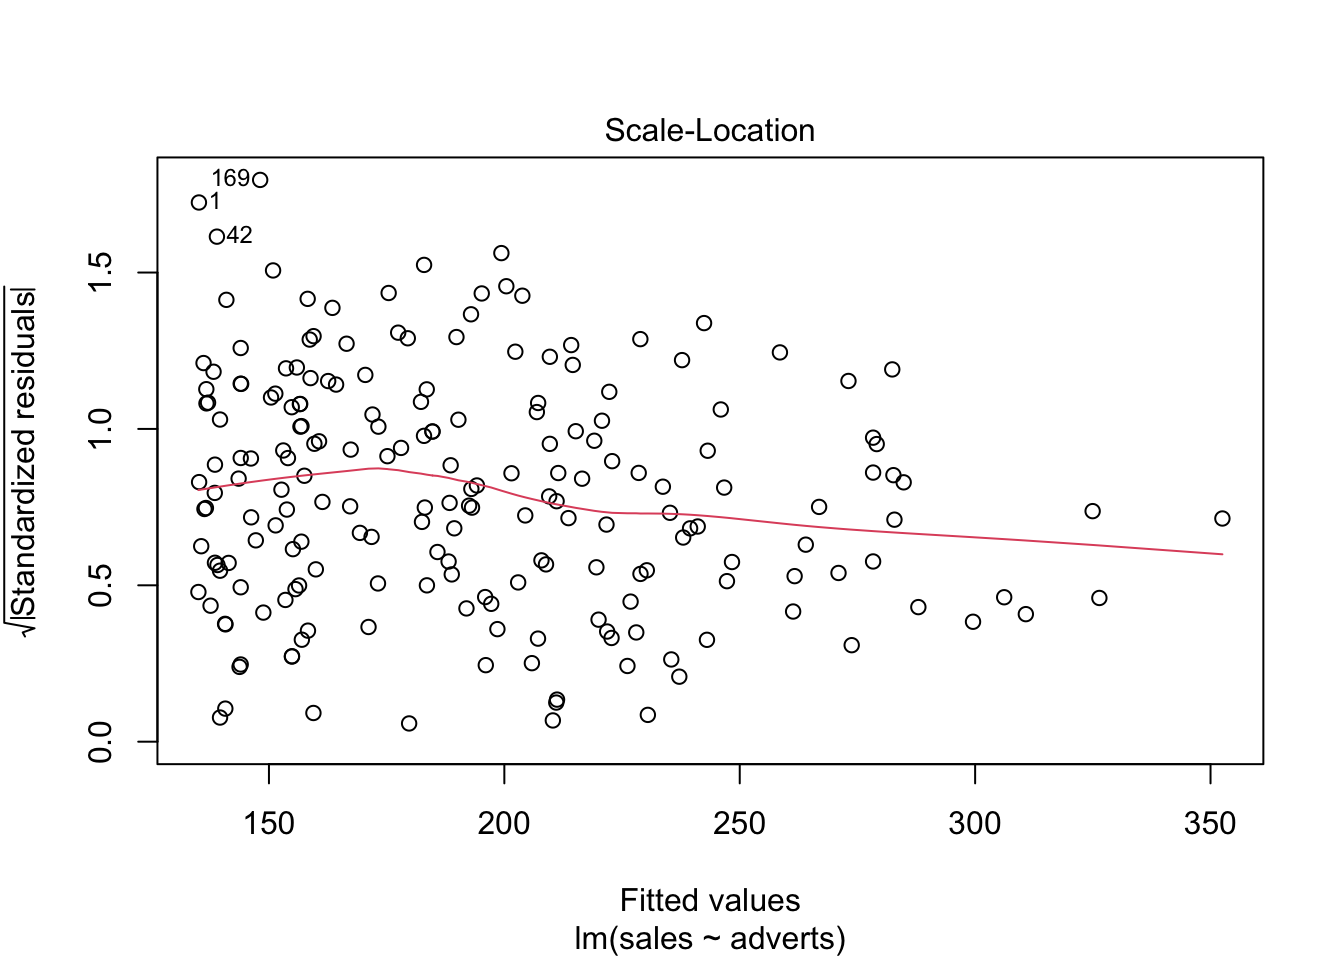 Scale-Location
169
1
42
√|Standardized residuals|
1.5
1.0
0.5
0.0
150 200 250 300 350
Fitted values
lm(sales ~ adverts)